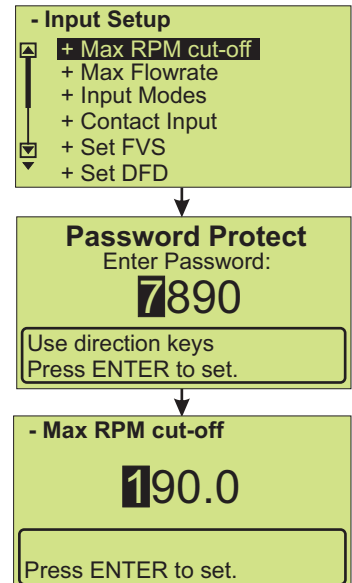 - Input Setup
+ Max RPM cut-off
+ Max Flowrate
+ Input Modes
+ Contact Input
+ Set FVS
+ Set DFD
Password Protect
Enter Password:
7890
Use direction keys
Press ENTER to set.
- Max RPM cut-off
190.0
Press ENTER to set.